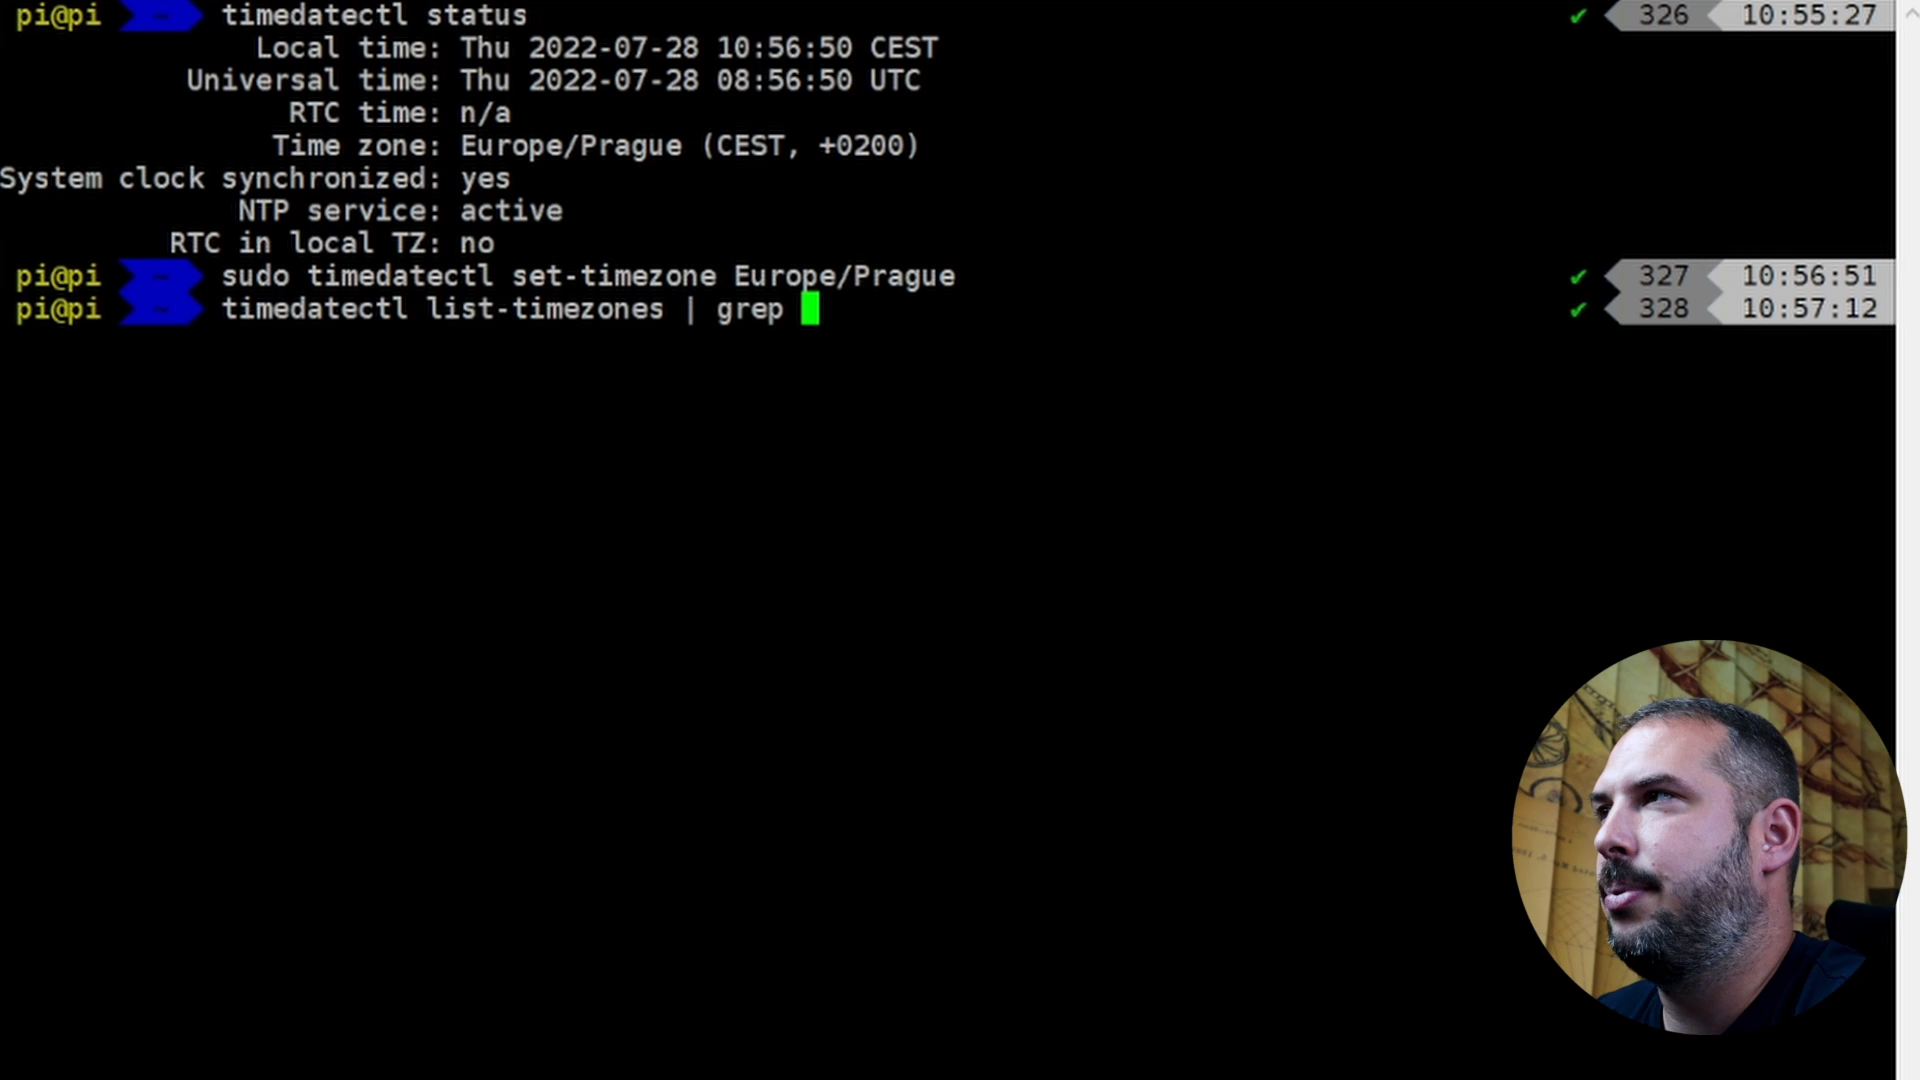 pi@pi ~ timedatectl status ✔ 326 10:55:27
Local time: Thu 2022-07-28 10:56:50 CEST
Universal time: Thu 2022-07-28 08:56:50 UTC
RTC time: n/a
Time zone: Europe/Prague (CEST, +0200)
System clock synchronized: yes
NTP service: active
RTC in local TZ: no
pi@pi ~ sudo timedatectl set-timezone Europe/Prague ✔ 327 10:56:51
pi@pi ~ timedatectl list-timezones | grep ✔ 328 10:57:12